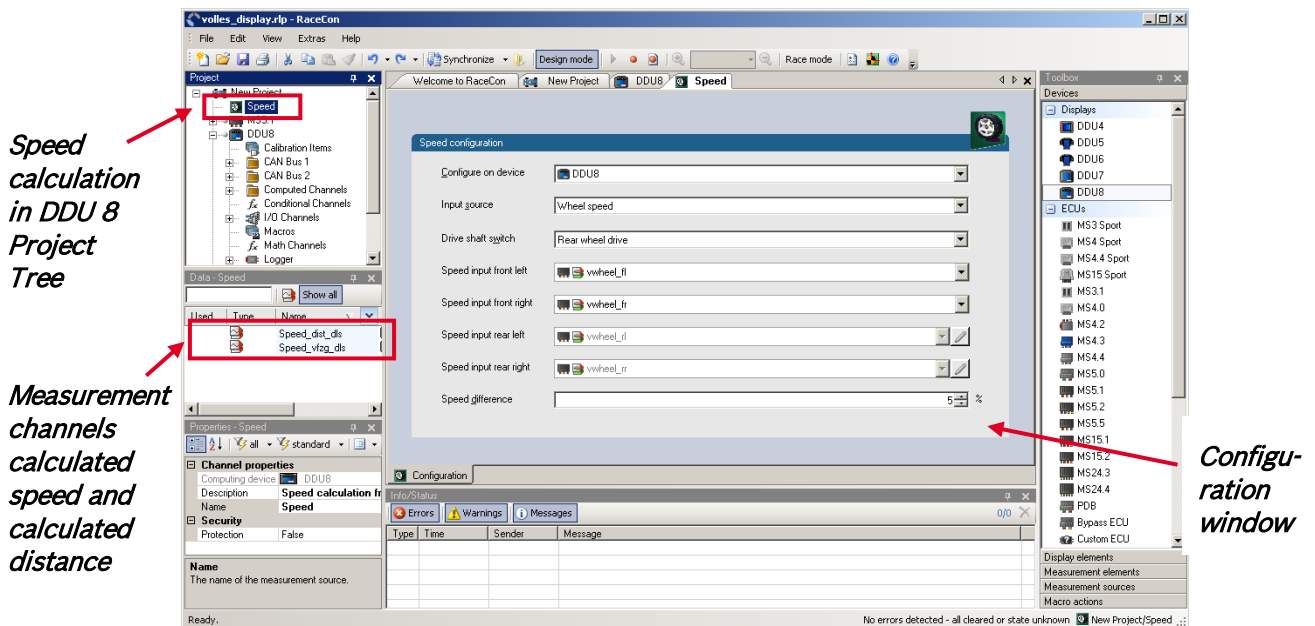 volles_display.rlp - RaceCon
File Edit View Extras Help
Synchronize Design mode Race mode
Project
New Project
Speed
MS5.1
DDU8
Calibration Items
CAN Bus 1
CAN Bus 2
Computed Channels
Conditional Channels
I/O Channels
Macros
Math Channels
Logger
Data - Speed
Show all
Used Type Name
Speed_dist_dls
Speed_vfzg_dls
Properties - Speed
all standard
Channel properties
Computing device DDU8
Description Speed calculation fr
Name Speed
Security
Protection False
Name
The name of the measurement source.
Welcome to RaceCon New Project DDU8 Speed
Speed configuration
Configure on device DDU8
Input source Wheel speed
Drive shaft switch Rear wheel drive
Speed input front left vwheel_fl
Speed input front right vwheel_fr
Speed input rear left vwheel_rl
Speed input rear right vwheel_rr
Speed difference 5 %
Configuration
Info/Status
Errors Warnings Messages 0/0
Type Time Sender Message
Toolbox
Devices
Displays
DDU4
DDU5
DDU6
DDU7
DDU8
ECUs
MS3 Sport
MS4 Sport
MS4.4 Sport
MS15 Sport
MS3.1
MS4.0
MS4.2
MS4.3
MS4.4
MS5.0
MS5.1
MS5.2
MS5.5
MS15.1
MS15.2
MS24.3
MS24.4
PDB
Bypass ECU
Custom ECU
Display elements
Measurement elements
Measurement sources
Macro actions
Ready.
No errors detected - all cleared or state unknown New Project/Speed
Speed
calculation
in DDU 8
Project
Tree
Measurement
channels
calculated
speed and
calculated
distance
Configu-
ration
window